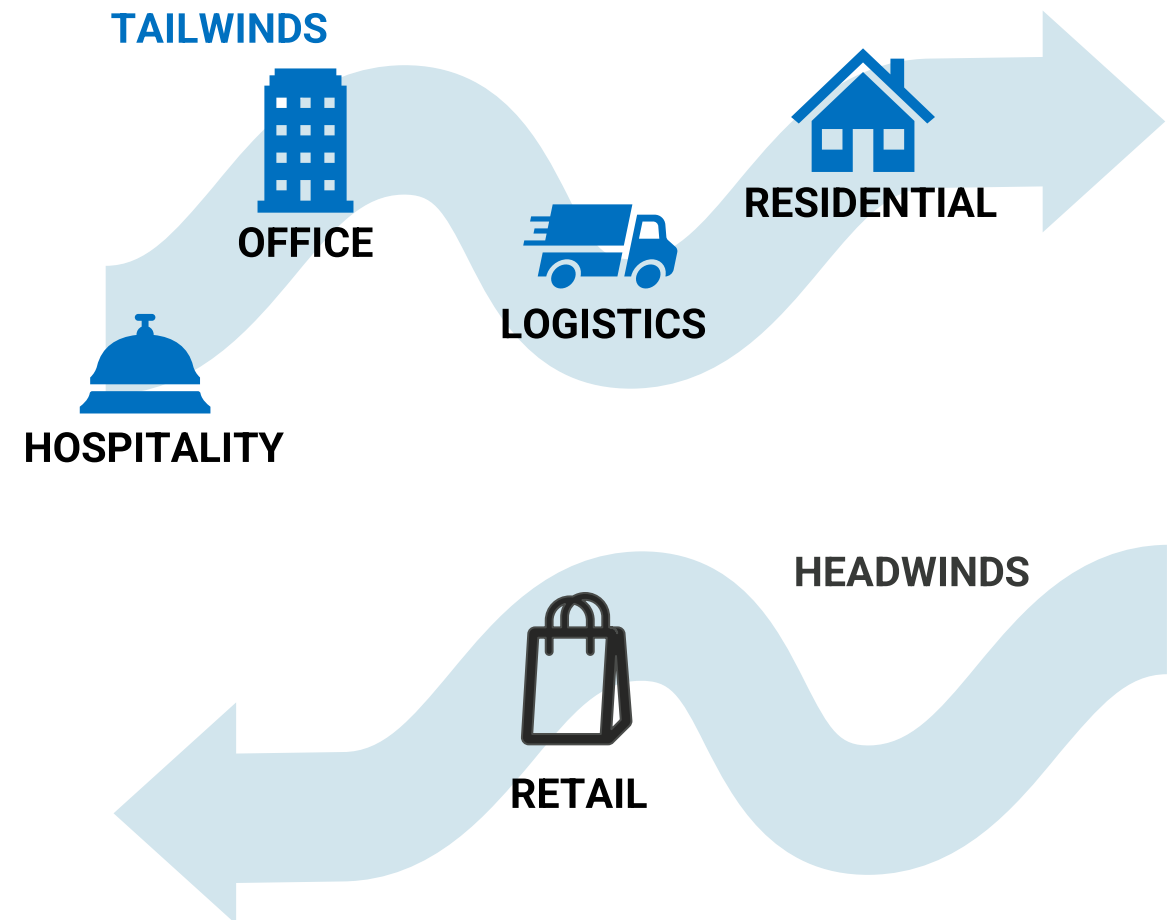 TAILWINDS
OFFICE
RESIDENTIAL
LOGISTICS
HOSPITALITY
HEADWINDS
RETAIL